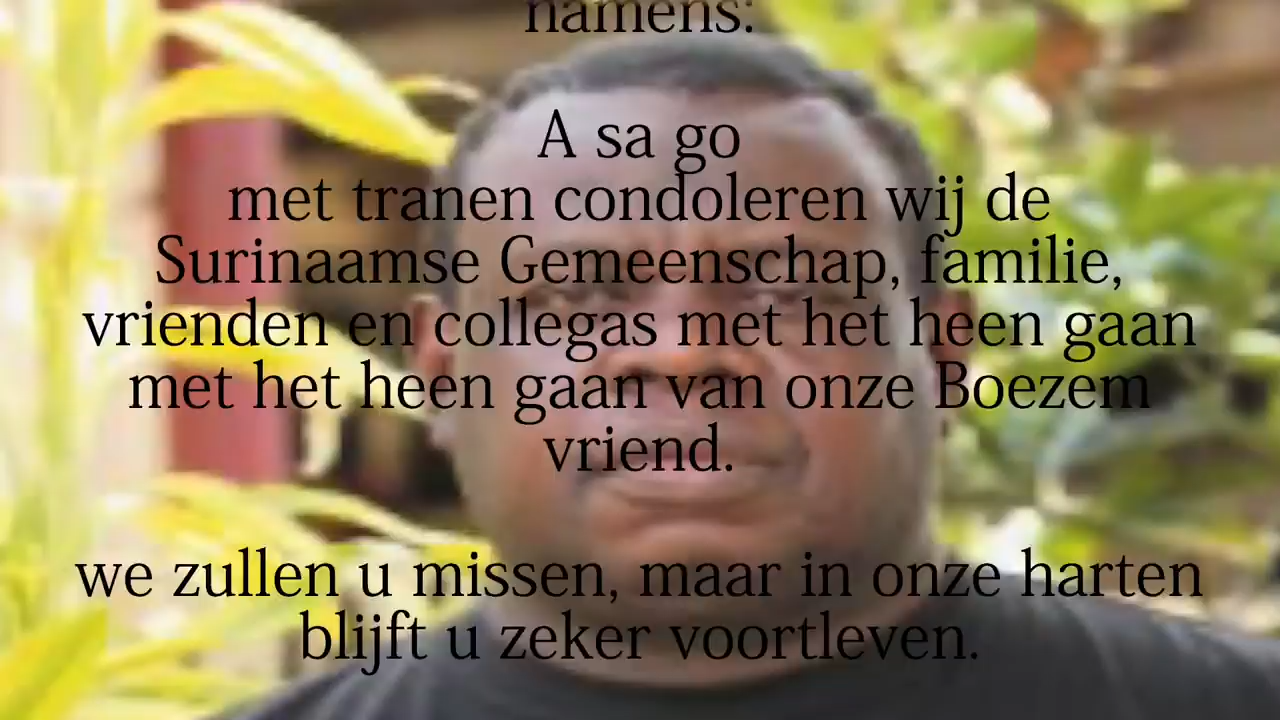 namens:
A sa go
met tranen condoleren wij de
Surinaamse Gemeenschap, familie,
vrienden en collegas met het heen gaan
met het heen gaan van onze Boezem
vriend.
we zullen u missen, maar in onze harten
blijft u zeker voortleven.